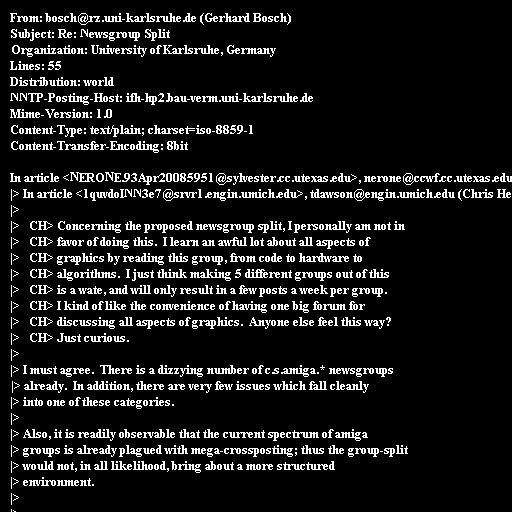 From: bosch@rz.uni-karlsruhe.de (Gerhard Bosch)
Subject: Re: Newsgroup Split
Organization: University of Karlsruhe, Germany
Lines: 55
Distribution: world
NNTP-Posting-Host: ifh-hp2.bau-verm.uni-karlsruhe.de
Mime-Version: 1.0
Content-Type: text/plain; charset=iso-8859-1
Content-Transfer-Encoding: 8bit

In article <NERONE.93Apr20085951@sylvester.cc.utexas.edu>, nerone@ccwf.cc.utexas.edu
|> In article <1quvdoINN3e7@srvr1.engin.umich.edu>, tdawson@engin.umich.edu (Chris He
|>
|>   CH> Concerning the proposed newsgroup split, I personally am not in
|>   CH> favor of doing this.  I learn an awful lot about all aspects of
|>   CH> graphics by reading this group, from code to hardware to
|>   CH> algorithms.  I just think making 5 different groups out of this
|>   CH> is a wate, and will only result in a few posts a week per group.
|>   CH> I kind of like the convenience of having one big forum for
|>   CH> discussing all aspects of graphics.  Anyone else feel this way?
|>   CH> Just curious.
|>
|> I must agree.  There is a dizzying number of c.s.amiga.* newsgroups
|> already.  In addition, there are very few issues which fall cleanly
|> into one of these categories.
|>
|> Also, it is readily observable that the current spectrum of amiga
|> groups is already plagued with mega-crossposting; thus the group-split
|> would not, in all likelihood, bring about a more structured
|> environment.
|>